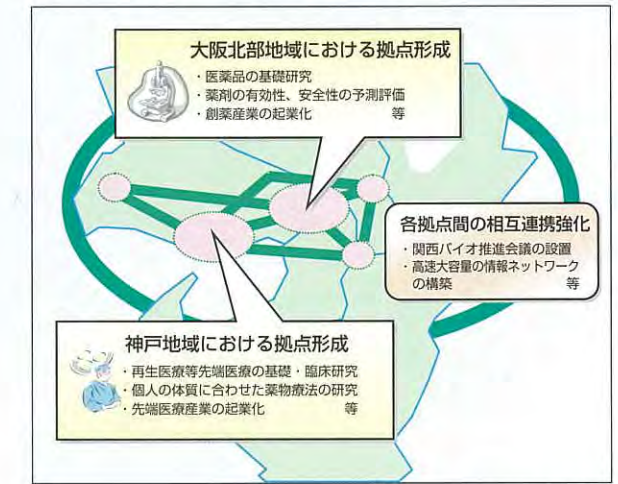 大阪北部地域における拠点形成
・医薬品の基礎研究
・薬剤の有効性、安全性の予測評価
・創薬産業の起業化 等
各拠点間の相互連携強化
・関西バイオ推進会議の設置
・高速大容量の情報ネットワーク
の構築 等
神戸地域における拠点形成
・再生医療等先端医療の基礎・臨床研究
・個人の体質に合わせた薬物療法の研究
・先端医療産業の起業化 等